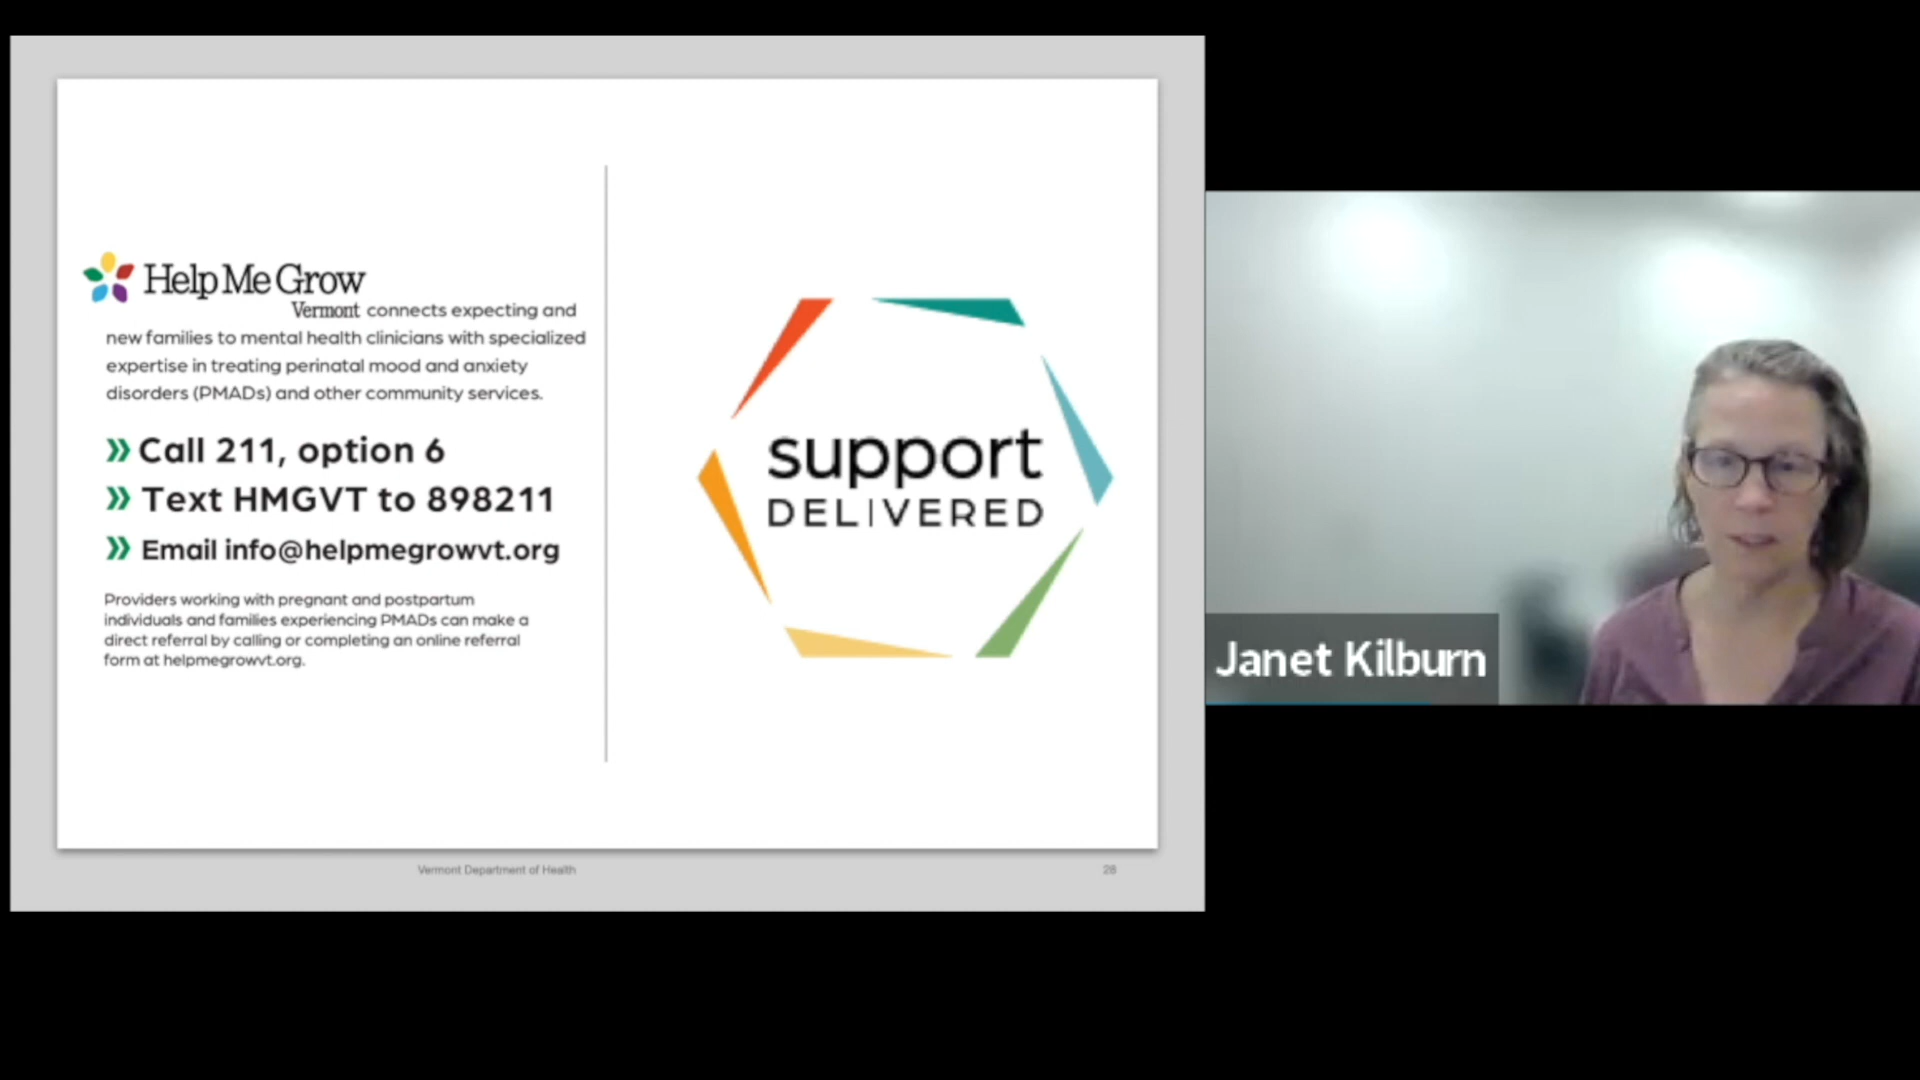 Help Me Grow
Vermont connects expecting and
new families to mental health clinicians with specialized
expertise in treating perinatal mood and anxiety
disorders (PMADs) and other community services.
» Call 211, option 6
» Text HMGVT to 898211
» Email info@helpmegrowvt.org
Providers working with pregnant and postpartum
individuals and families experiencing PMADs can make a
direct referral by calling or completing an online referral
form at helpmegrowvt.org.
support
DELIVERED
Vermont Department of Health
28
Janet Kilburn